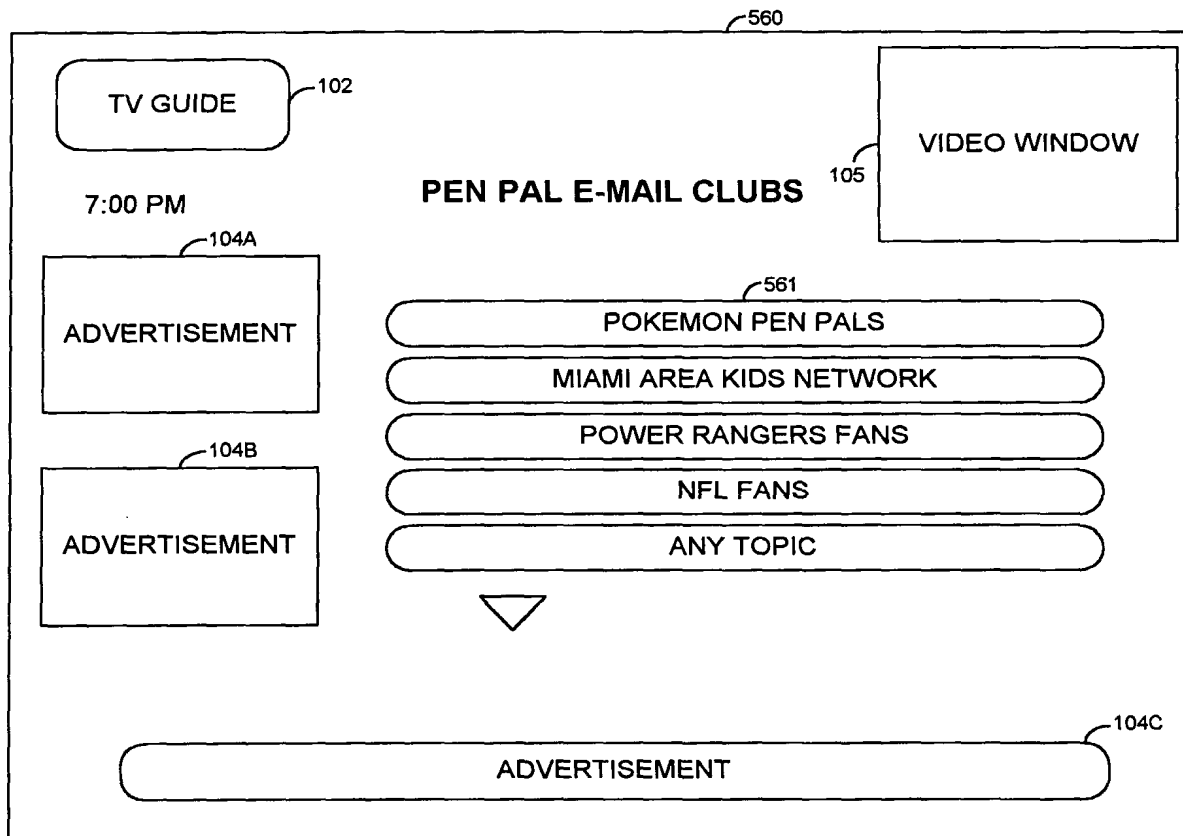 560
TV GUIDE
102
VIDEO WINDOW
105
PEN PAL E-MAIL CLUBS
7:00 PM
104A
ADVERTISEMENT
561
POKEMON PEN PALS
MIAMI AREA KIDS NETWORK
POWER RANGERS FANS
104B
NFL FANS
ADVERTISEMENT
ANY TOPIC
104C
ADVERTISEMENT